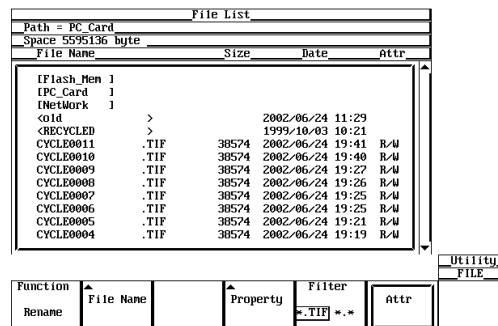 File List
Path = PC_Card
Space 5595136 byte
File Name Size Date Attr
[Flash_Mem ]
[PC_Card ]
[NetWork ]
<old > 2002/06/24 11:29
<RECYCLED > 1999/10/03 10:21
CYCLE0011 .TIF 38574 2002/06/24 19:41 R/W
CYCLE0010 .TIF 38574 2002/06/24 19:40 R/W
CYCLE0009 .TIF 38574 2002/06/24 19:27 R/W
CYCLE0008 .TIF 38574 2002/06/24 19:26 R/W
CYCLE0007 .TIF 38574 2002/06/24 19:25 R/W
CYCLE0006 .TIF 38574 2002/06/24 19:25 R/W
CYCLE0005 .TIF 38574 2002/06/24 19:21 R/W
CYCLE0004 .TIF 38574 2002/06/24 19:19 R/W
Utility
FILE
Function
Rename
File Name
Property
Filter
*.TIF *.*
Attr